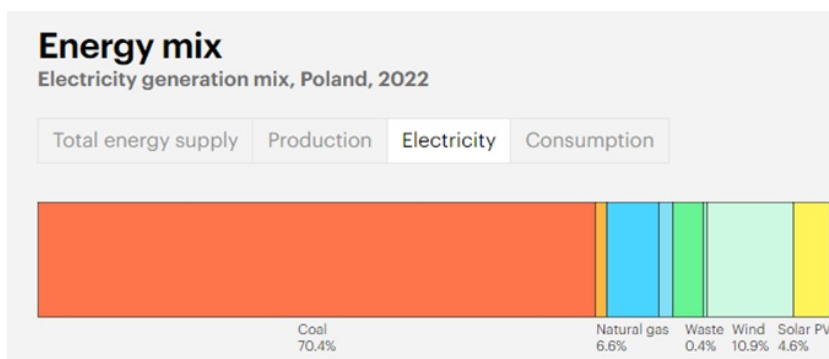 Energy mix
Electricity generation mix, Poland, 2022
Total energy supply Production Electricity Consumption
Coal Natural gas Waste Wind Solar PV
70.4% 6.6% 0.4% 10.9% 4.6%